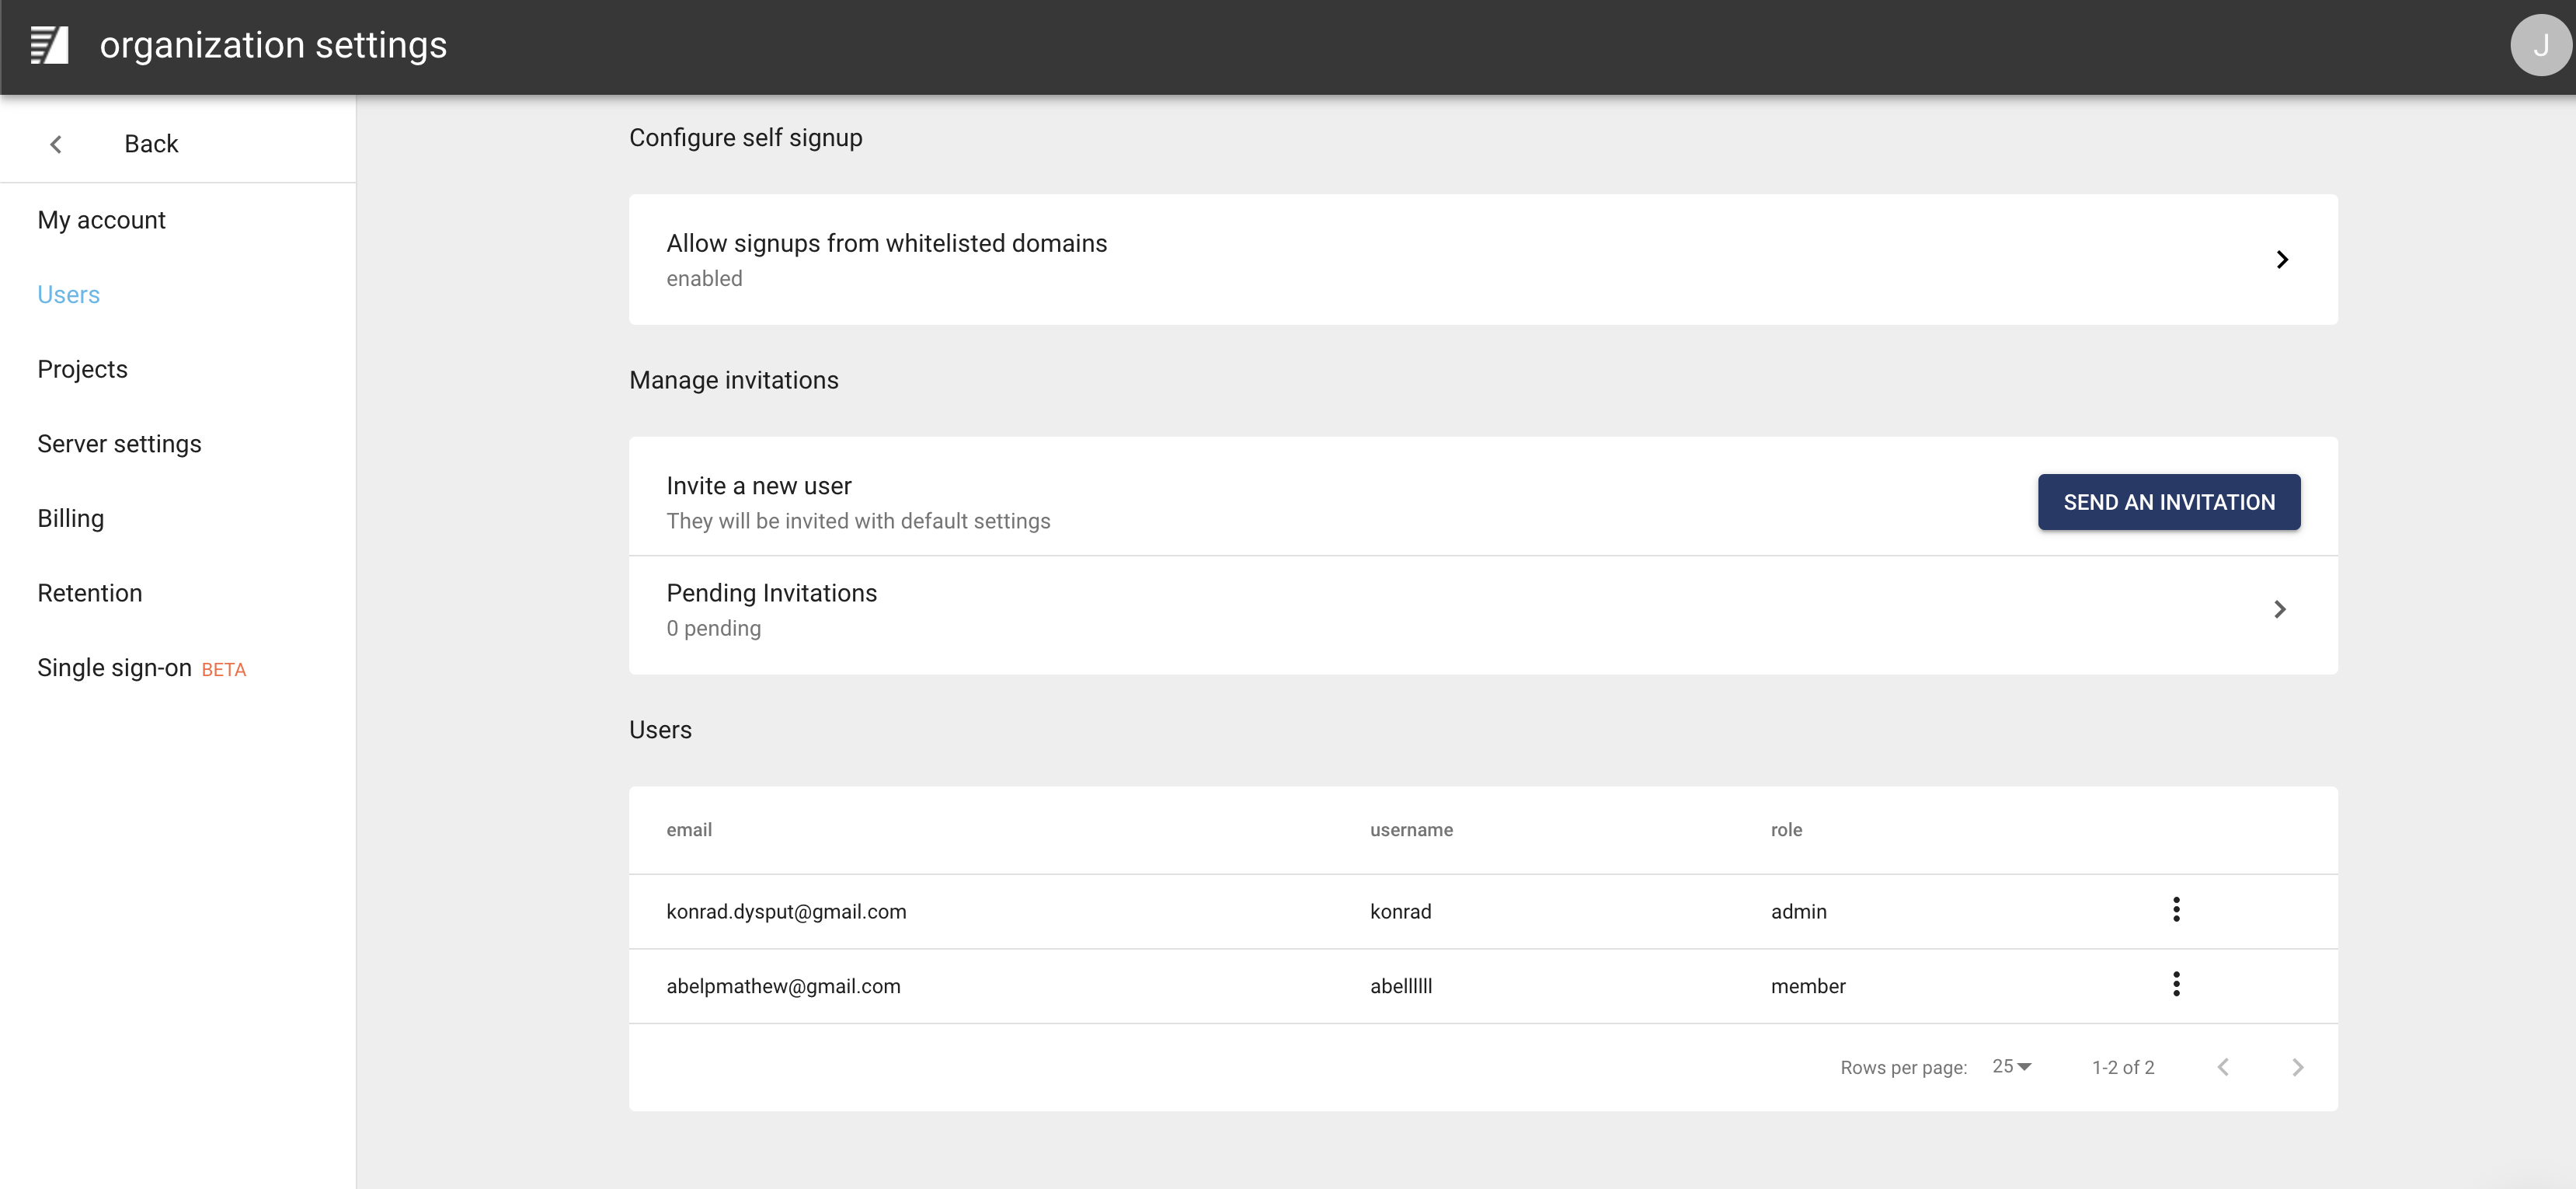 organization settings
J
Back
My account
Users
Projects
Server settings
Billing
Retention
Single sign-on BETA
Configure self signup
Allow signups from whitelisted domains
enabled
Manage invitations
Invite a new user
They will be invited with default settings
SEND AN INVITATION
Pending Invitations
0 pending
Users
email username role
konrad.dysput@gmail.com konrad admin
abelpmathew@gmail.com abellllll member
Rows per page: 25 1-2 of 2